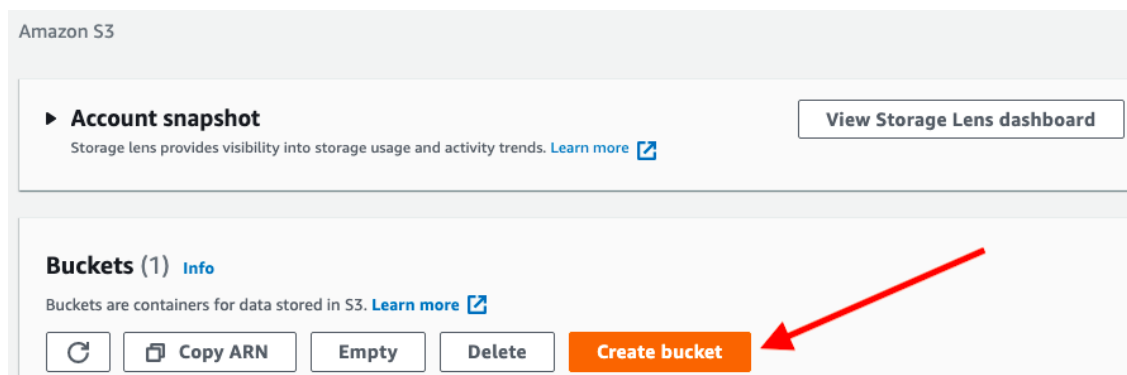 Amazon S3
Account snapshot
View Storage Lens dashboard
Storage lens provides visibility into storage usage and activity trends. Learn more
Buckets (1) Info
Buckets are containers for data stored in S3. Learn more
Copy ARN Empty Delete Create bucket